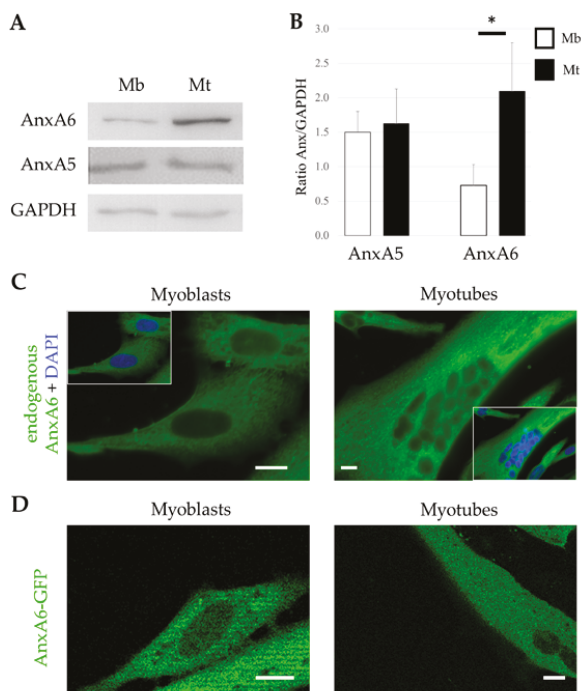 A
Mb Mt
AnxA6
AnxA5
GAPDH
B
*
Mb
Mt
Ratio Anx/GAPDH
3.0
2.5
2.0
1.5
1.0
0.5
0.0
AnxA5 AnxA6
C
Myoblasts Myotubes
endogenous
AnxA6 + DAPI
D
Myoblasts Myotubes
AnxA6-GFP